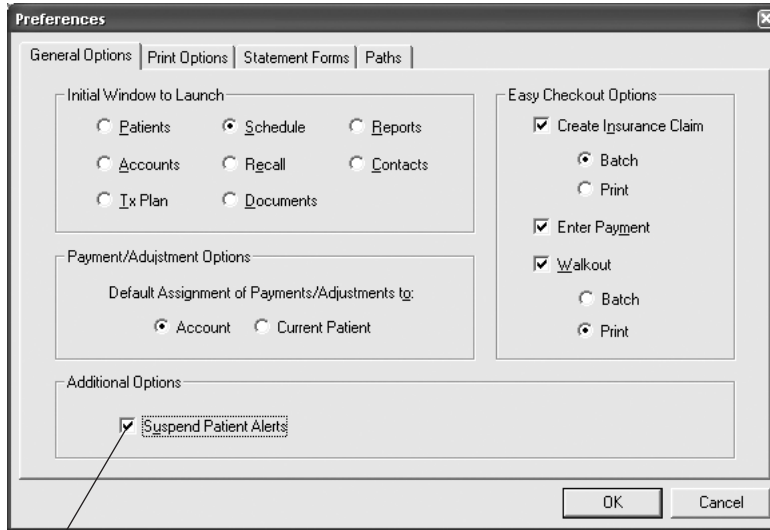 Preferences
General Options Print Options Statement Forms Paths
Initial Window to Launch
Patients Schedule Reports
Accounts Recall Contacts
Tx Plan Documents
Payment/Adujstment Options
Default Assignment of Payments/Adjustments to:
Account Current Patient
Easy Checkout Options
Create Insurance Claim
Batch
Print
Enter Payment
Walkout
Batch
Print
Additional Options
Suspend Patient Alerts
OK Cancel